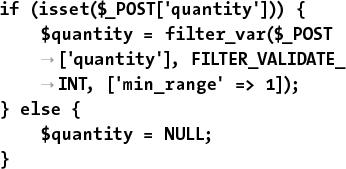 if (isset($_POST['quantity'])) {
$quantity = filter_var($_POST
→['quantity'], FILTER_VALIDATE_
→INT, ['min_range' => 1]);
} else {
$quantity = NULL;
}